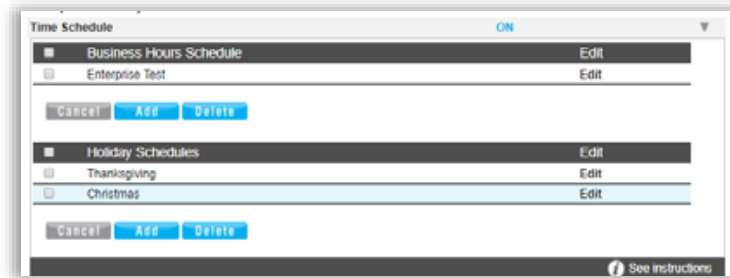 Time Schedule ON
Business Hours Schedule Edit
Enterprise Test Edit
Cancel Add Delete
Holiday Schedules Edit
Thanksgiving Edit
Christmas Edit
Cancel Add Delete
See instructions